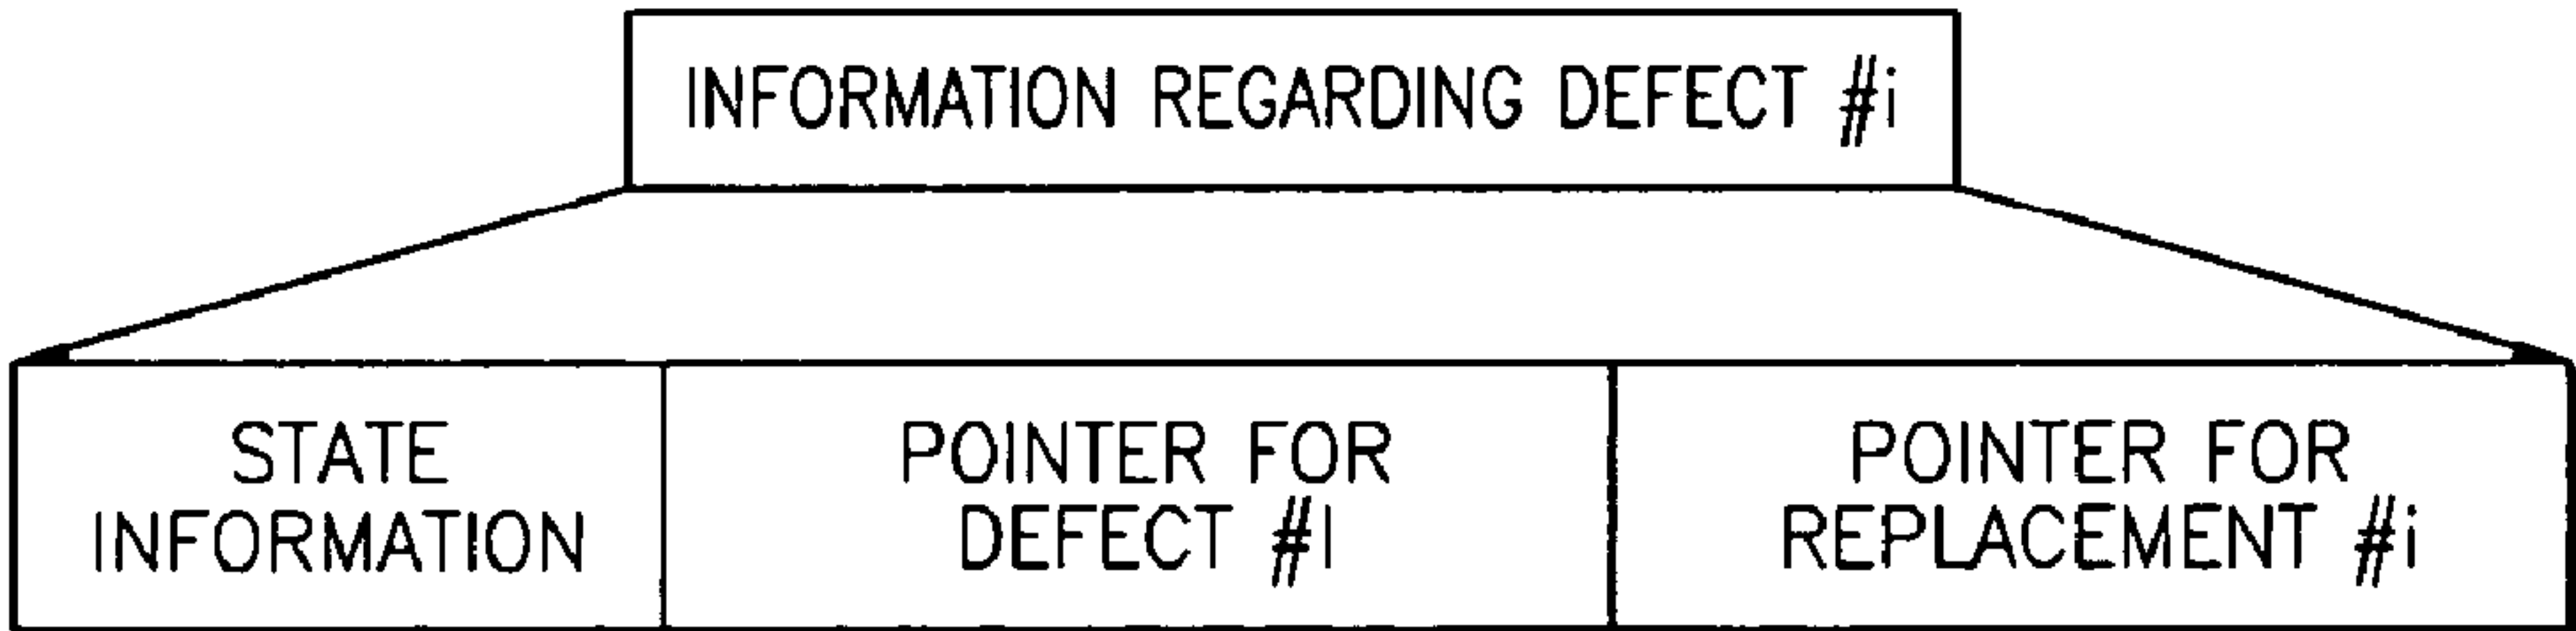 INFORMATION REGARDING DEFECT #i
STATE
INFORMATION
POINTER FOR
DEFECT #I
POINTER FOR
REPLACEMENT #i